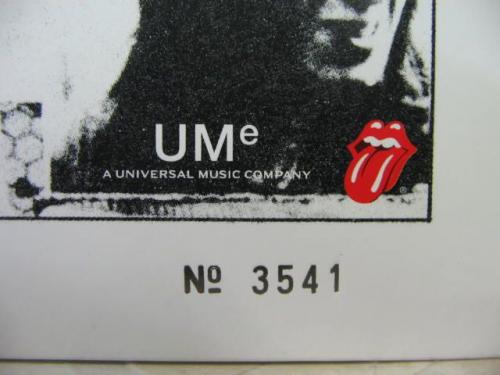 UMe
A UNIVERSAL MUSIC COMPANY
®
Nº 3541